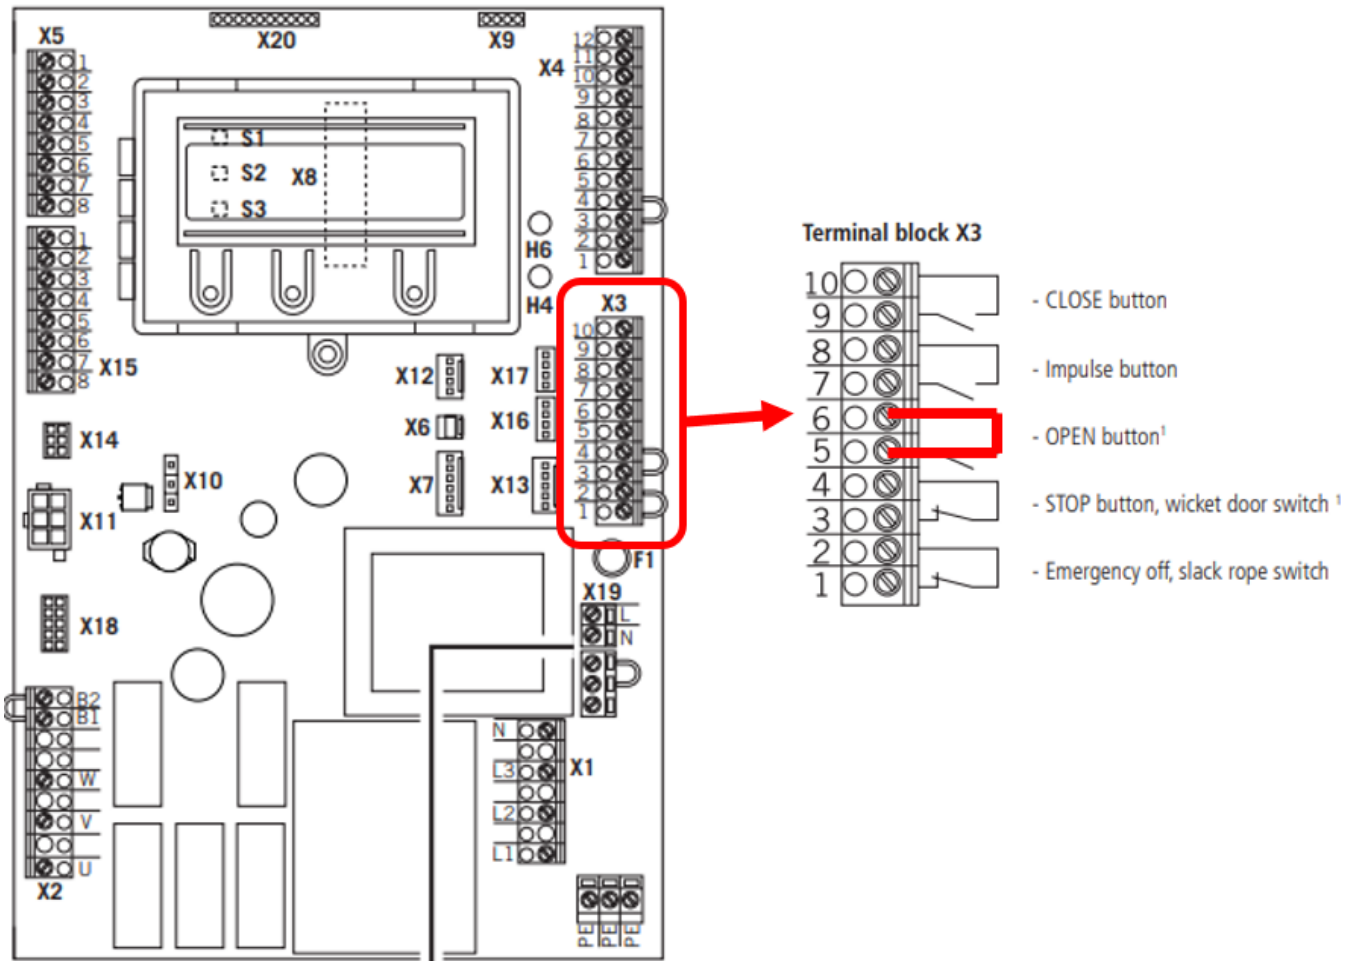 X5
1
2
3
4
5
6
7
8
1
2
3
4
5
6
7
8
X15
X20
X9
X4
12
11
10
9
8
7
6
5
4
3
2
1
S1
S2
S3
X8
H6
H4
X3
10
9
8
7
6
5
4
3
2
1
X12
X17
X6
X16
X7
X13
X14
X10
X11
X18
F1
X19
L
N
B2
B1
W
V
U
X2
N
L3
L2
L1
X1
PE
PE
PE
Terminal block X3
10
9
- CLOSE button
8
7
- Impulse button
6
5
- OPEN button¹
4
3
- STOP button, wicket door switch ¹
2
1
- Emergency off, slack rope switch